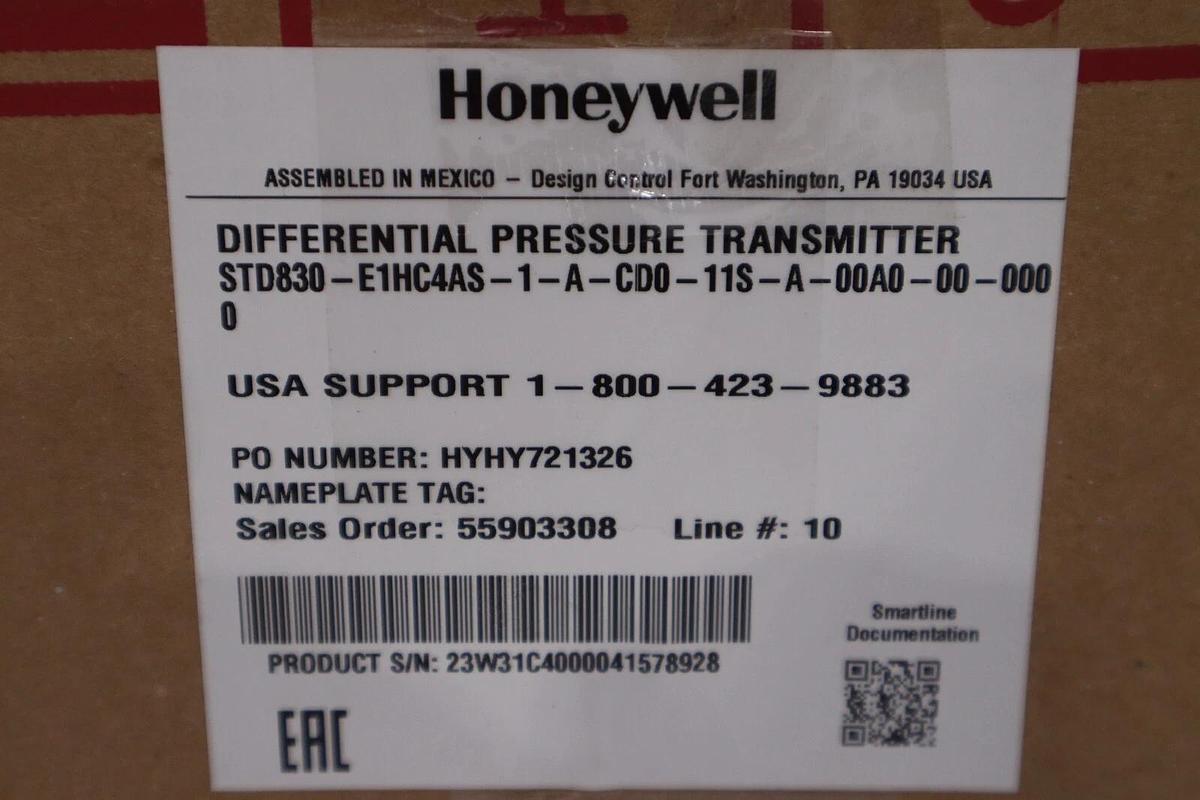 Honeywell
ASSEMBLED IN MEXICO – Design Control Fort Washington, PA 19034 USA
DIFFERENTIAL PRESSURE TRANSMITTER
STD830–E1HC4AS–1–A–CD0–11S–A–00A0–00–000
0
USA SUPPORT 1–800–423–9883
PO NUMBER: HYHY721326
NAMEPLATE TAG:
Sales Order: 55903308 Line #: 10
Smartline
Documentation
PRODUCT S/N: 23W31C4000041578928
EAC